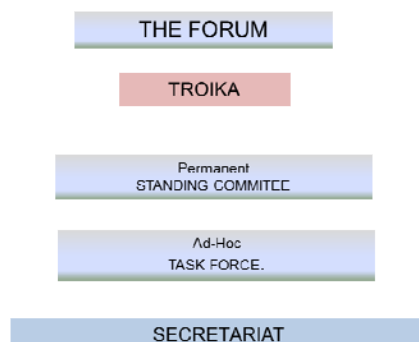 THE FORUM
TROIKA
Permanent
STANDING COMMITEE
Ad-Hoc
TASK FORCE.
SECRETARIAT